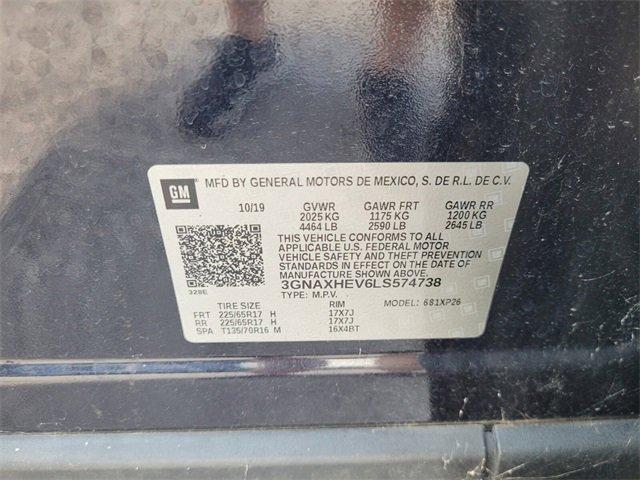 GM MFD BY GENERAL MOTORS DE MEXICO, S. DE R.L. DE C.V.
10/19 GVWR GAWR FRT GAWR RR
2025 KG 1175 KG 1200 KG
4464 LB 2590 LB 2645 LB
THIS VEHICLE CONFORMS TO ALL
APPLICABLE U.S. FEDERAL MOTOR
VEHICLE SAFETY AND THEFT PREVENTION
STANDARDS IN EFFECT ON THE DATE OF
MANUFACTURE SHOWN ABOVE.
328E 3GNAXHEV6LS574738
TYPE: M.P.V. MODEL: 681XP26
TIRE SIZE RIM
FRT 225/65R17 H 17X7J
RR 225/65R17 H 17X7J
SPA T135/70R16 M 16X4BT